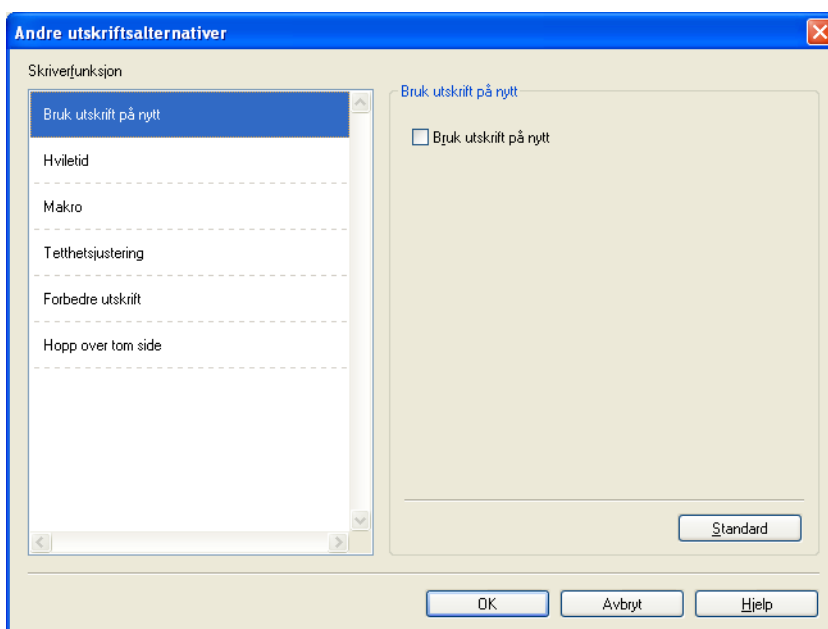 Andre utskriftsalternativer
Skriverfunksjon
Bruk utskrift på nytt
Hviletid
Makro
Tetthetsjustering
Forbedre utskrift
Hopp over tom side
Bruk utskrift på nytt
Bruk utskrift på nytt
Standard
OK
Avbryt
Hjelp